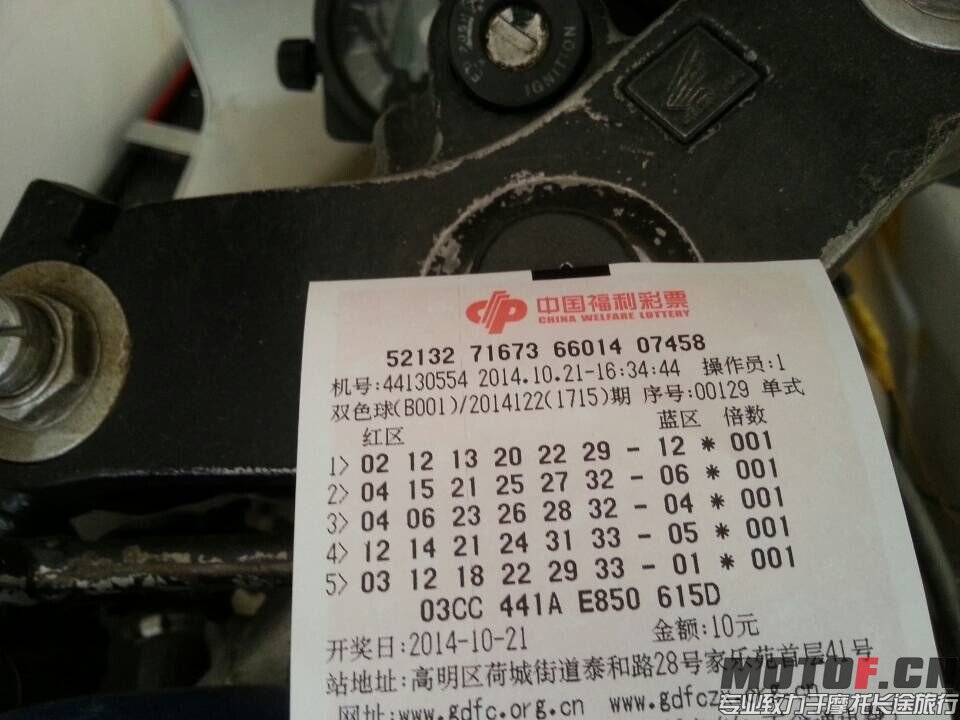 IGNITION
中国福利彩票
CHINA WELFARE LOTTERY
52132 71673 66014 07458
机号:44130554 2014.10.21-16:34:44 操作员:1
双色球(B001)/2014122(1715)期 序号:00129 单式
红区 蓝区 倍数
1> 02 12 13 20 22 29 - 12 * 001
2> 04 15 21 25 27 32 - 06 * 001
3> 04 06 23 26 28 32 - 04 * 001
4> 12 14 21 24 31 33 - 05 * 001
5> 03 12 18 22 29 33 - 01 * 001
03CC 441A E850 615D
开奖日:2014-10-21 金额:10元
站地址:高明区荷城街道泰和路28号家乐苑首层41号
网址:www.gdfc.org.cn www.gdfcz.org.cn
MOTOF.CN
专业致力于摩托长途旅行